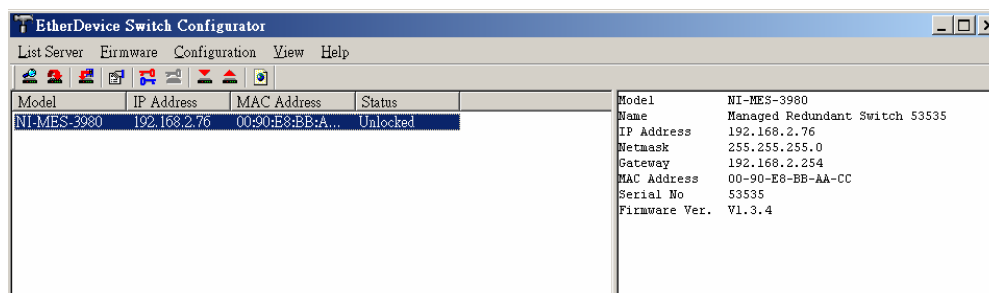 EtherDevice Switch Configurator
List Server Firmware Configuration View Help
Model IP Address MAC Address Status
NI-MES-3980 192.168.2.76 00:90:E8:BB:A... Unlocked
Model NI-MES-3980
Name Managed Redundant Switch 53535
IP Address 192.168.2.76
Netmask 255.255.255.0
Gateway 192.168.2.254
MAC Address 00-90-E8-BB-AA-CC
Serial No 53535
Firmware Ver. V1.3.4